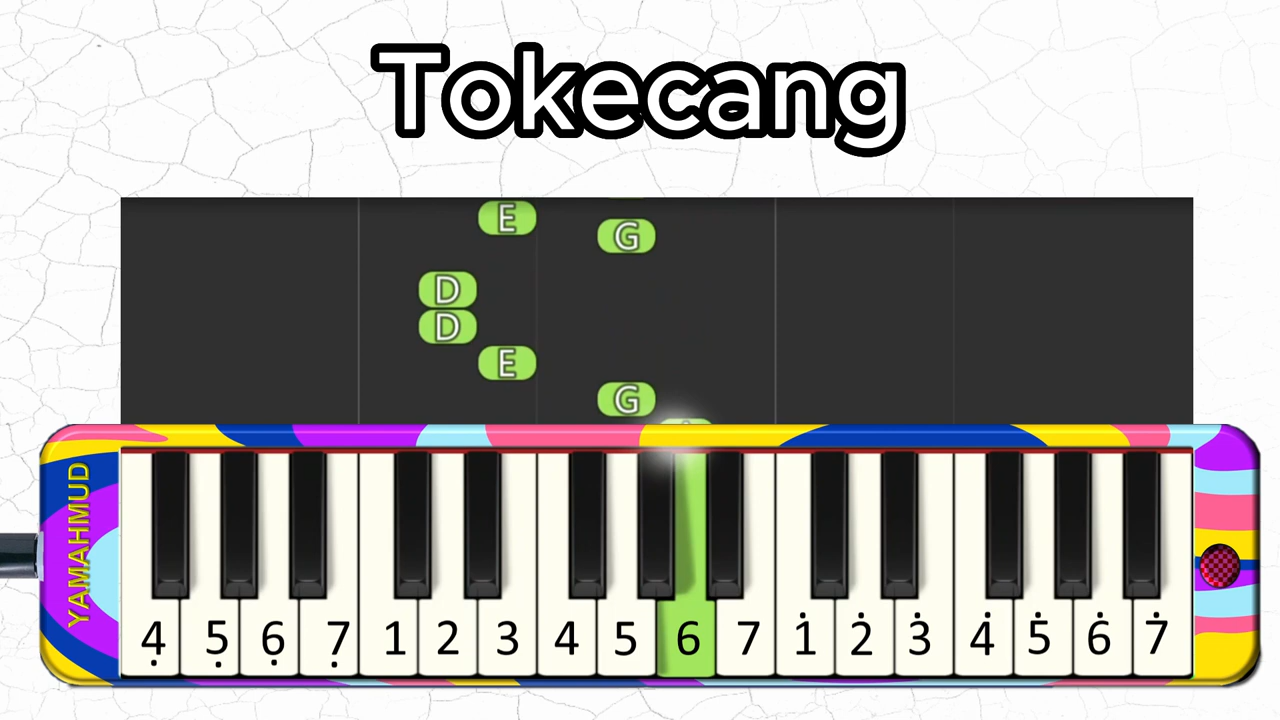 Tokecang
E
G
D
D
E
G
YAMAHMUD
4̣ 5̣ 6̣ 7̣ 1 2 3 4 5 6 7 1̇ 2̇ 3̇ 4̇ 5̇ 6̇ 7̇